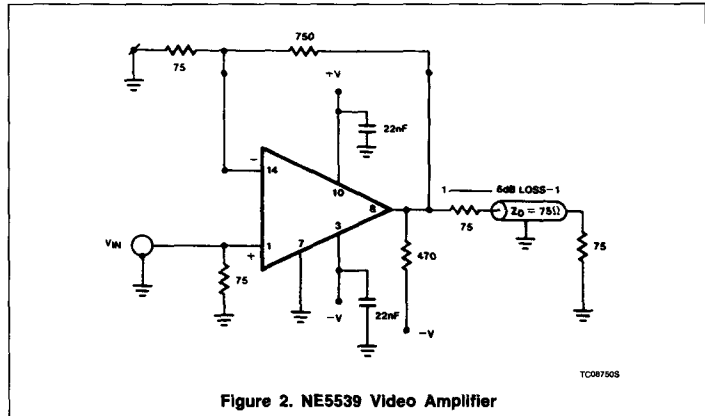 75
750
+V
22nF
−
14
10
8
1 6dB LOSS-1
75
Z₀ = 75Ω
75
VIN
1
+
75
7
3
470
−V
22nF
−V
TC08750S
Figure 2. NE5539 Video Amplifier